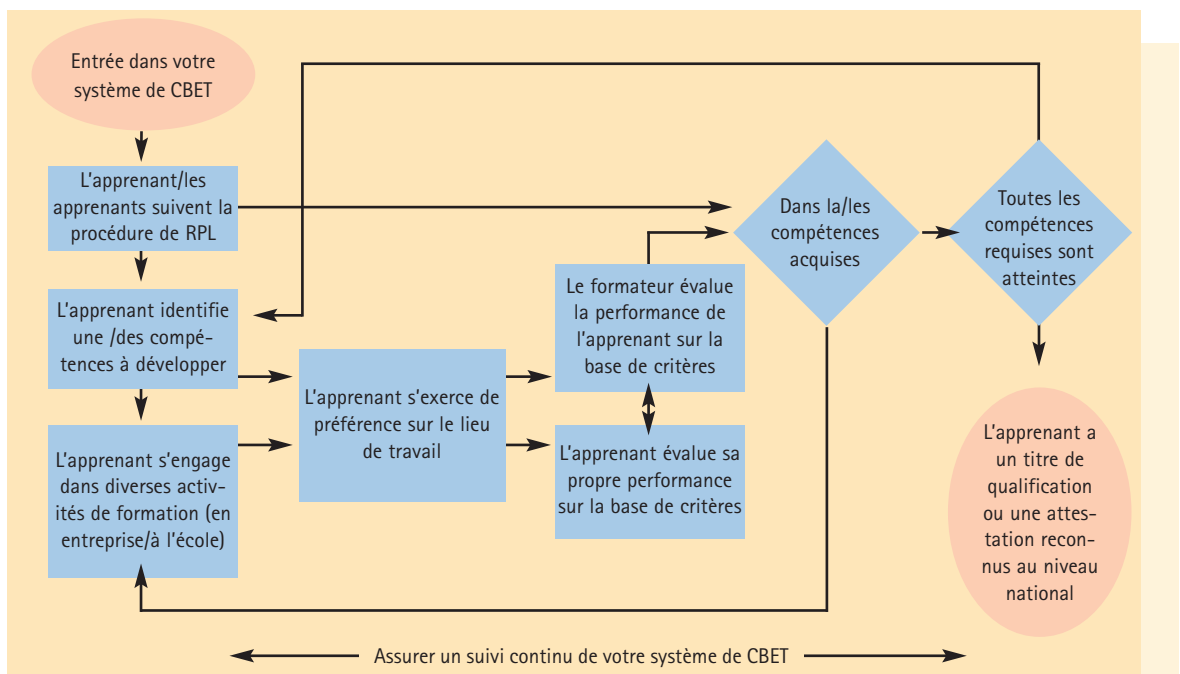 Entrée dans votre
système de CBET
L'apprenant/les
apprenants suivent la
procédure de RPL
L'apprenant identifie
une /des compé-
tences à développer
L'apprenant s'engage
dans diverses activ-
ités de formation (en
entreprise/à l'école)
L'apprenant s'exerce de
préférence sur le lieu
de travail
Le formateur évalue
la performance de
l'apprenant sur la
base de critères
L'apprenant évalue sa
propre performance
sur la base de critères
Dans la/les
compétences
acquises
Toutes les
compétences
requises sont
atteintes
L'apprenant a
un titre de
qualification
ou une attes-
tation recon-
nus au niveau
national
Assurer un suivi continu de votre système de CBET